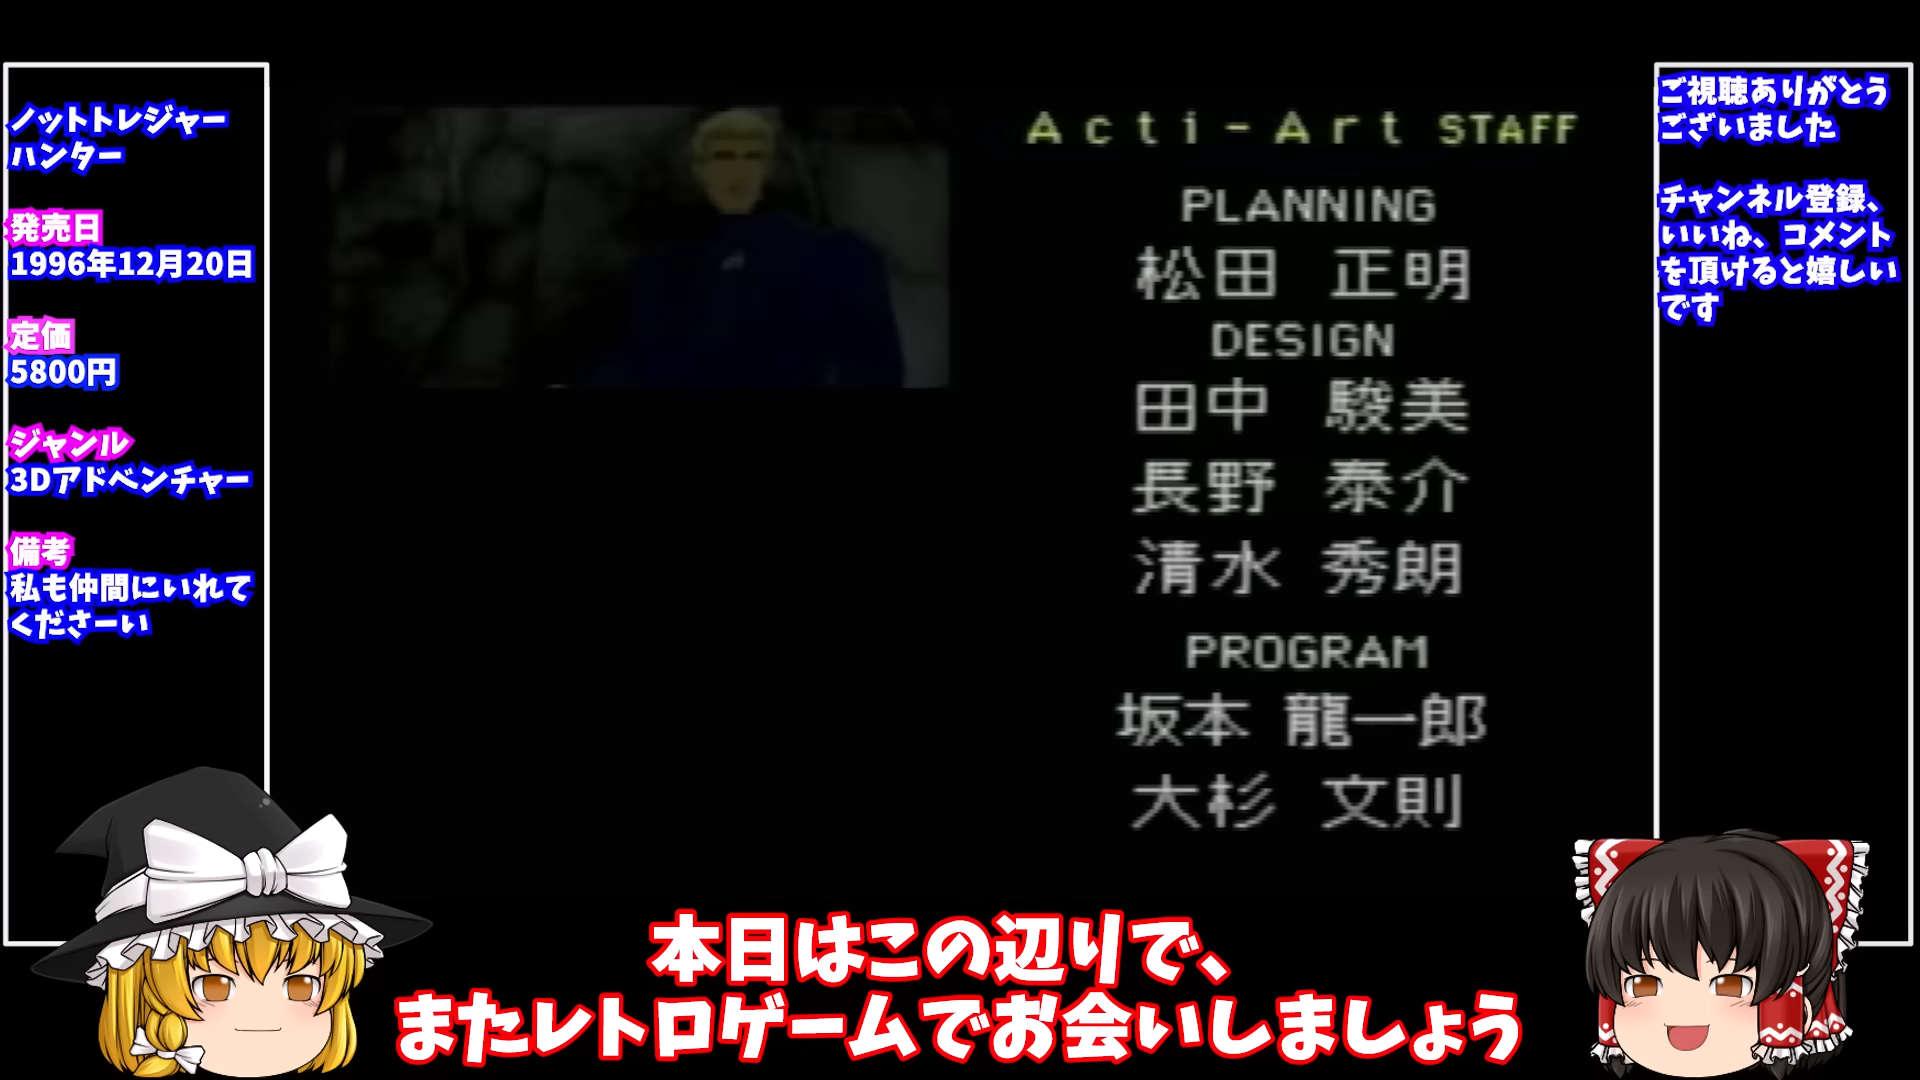 ノットトレジャー
ハンター
発売日
1996年12月20日
定価
5800円
ジャンル
3Dアドベンチャー
備考
私も仲間にいれて
くださーい
Acti-Art STAFF
PLANNING
松田 正明
DESIGN
田中 駿美
長野 泰介
清水 秀朗
PROGRAM
坂本 龍一郎
大杉 文則
ご視聴ありがとう
ございました
チャンネル登録、
いいね、コメント
を頂けると嬉しい
です
本日はこの辺りで、
またレトロゲームでお会いしましょう